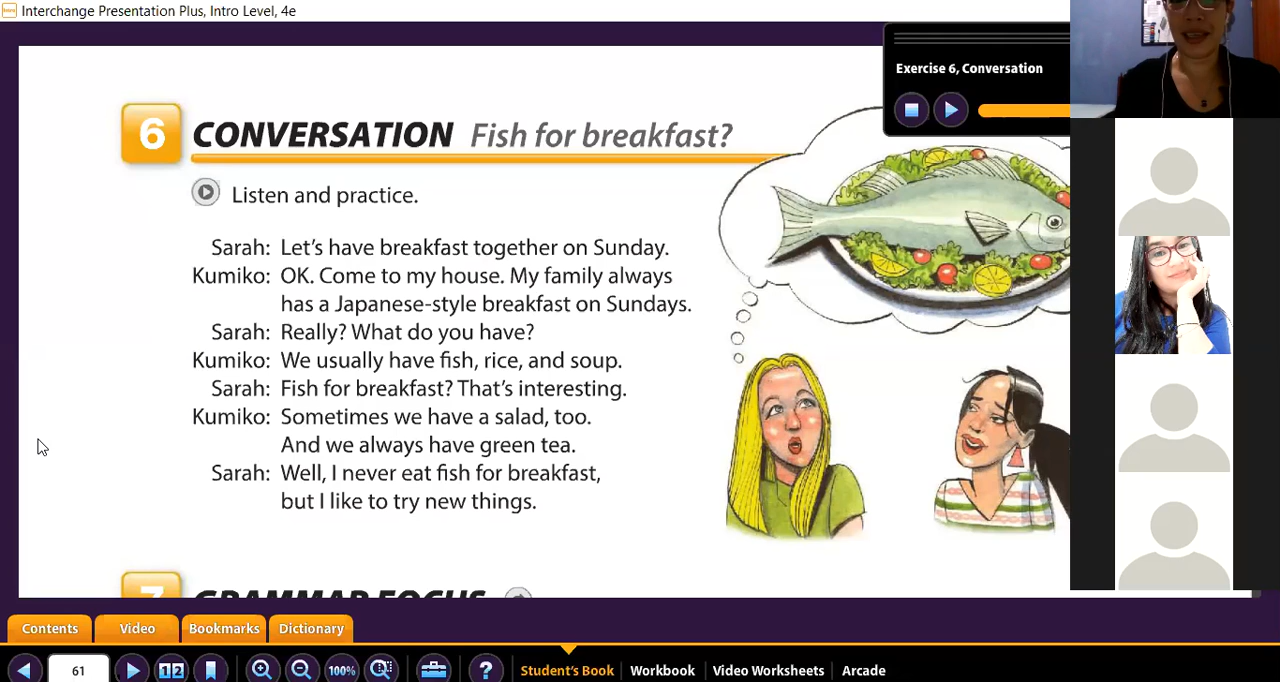 Interchange Presentation Plus, Intro Level, 4e
Exercise 6, Conversation
6 CONVERSATION Fish for breakfast?
Listen and practice.
Sarah: Let's have breakfast together on Sunday.
Kumiko: OK. Come to my house. My family always
has a Japanese-style breakfast on Sundays.
Sarah: Really? What do you have?
Kumiko: We usually have fish, rice, and soup.
Sarah: Fish for breakfast? That's interesting.
Kumiko: Sometimes we have a salad, too.
And we always have green tea.
Sarah: Well, I never eat fish for breakfast,
but I like to try new things.
7 GRAMMAR FOCUS
Contents Video Bookmarks Dictionary
61 1 2 100% ? Student's Book Workbook Video Worksheets Arcade